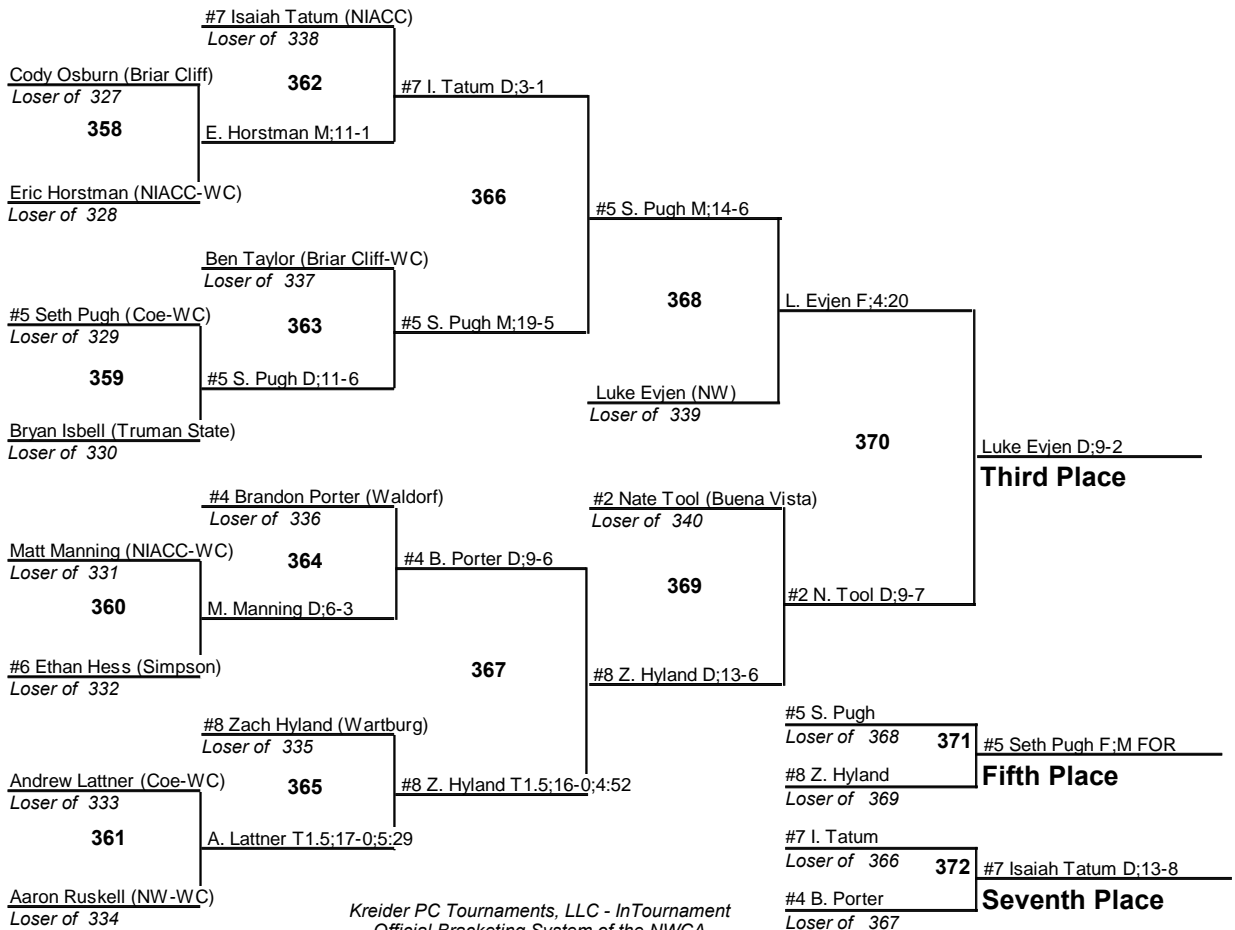 #7 Isaiah Tatum (NIACC)
Loser of 338
Cody Osburn (Briar Cliff)
Loser of 327
362
#7 I. Tatum D;3-1
358
E. Horstman M;11-1
Eric Horstman (NIACC-WC)
Loser of 328
366
#5 S. Pugh M;14-6
Ben Taylor (Briar Cliff-WC)
Loser of 337
#5 Seth Pugh (Coe-WC)
Loser of 329
363
#5 S. Pugh M;19-5
368
L. Evjen F;4:20
359
#5 S. Pugh D;11-6
Luke Evjen (NW)
Loser of 339
Bryan Isbell (Truman State)
Loser of 330
370
Luke Evjen D;9-2
Third Place
#4 Brandon Porter (Waldorf)
Loser of 336
#2 Nate Tool (Buena Vista)
Loser of 340
Matt Manning (NIACC-WC)
Loser of 331
364
#4 B. Porter D;9-6
369
#2 N. Tool D;9-7
360
M. Manning D;6-3
#6 Ethan Hess (Simpson)
Loser of 332
367
#8 Z. Hyland D;13-6
#8 Zach Hyland (Wartburg)
Loser of 335
#5 S. Pugh
Loser of 368
371
#5 Seth Pugh F;M FOR
Fifth Place
#8 Z. Hyland
Loser of 369
Andrew Lattner (Coe-WC)
Loser of 333
365
#8 Z. Hyland T1.5;16-0;4:52
361
A. Lattner T1.5;17-0;5:29
#7 I. Tatum
Loser of 366
372
#7 Isaiah Tatum D;13-8
Seventh Place
#4 B. Porter
Loser of 367
Aaron Ruskell (NW-WC)
Loser of 334
Kreider PC Tournaments, LLC - InTournament
Official Bracketing System of the NWCA